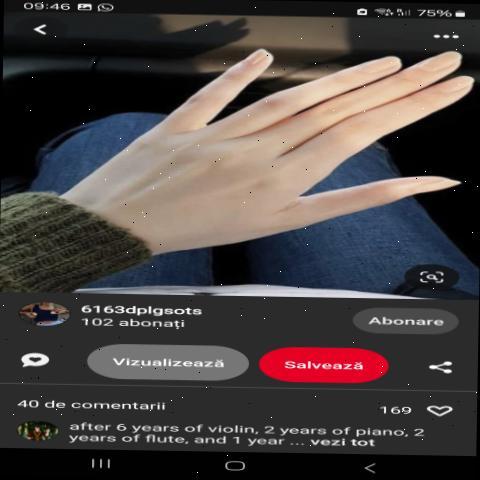 09:46 75%
6163dplgsots
102 abonați
Abonare
Vizualizează Salvează
40 de comentarii 169
after 6 years of violin, 2 years of piano, 2
years of flute, and 1 year ... vezi tot